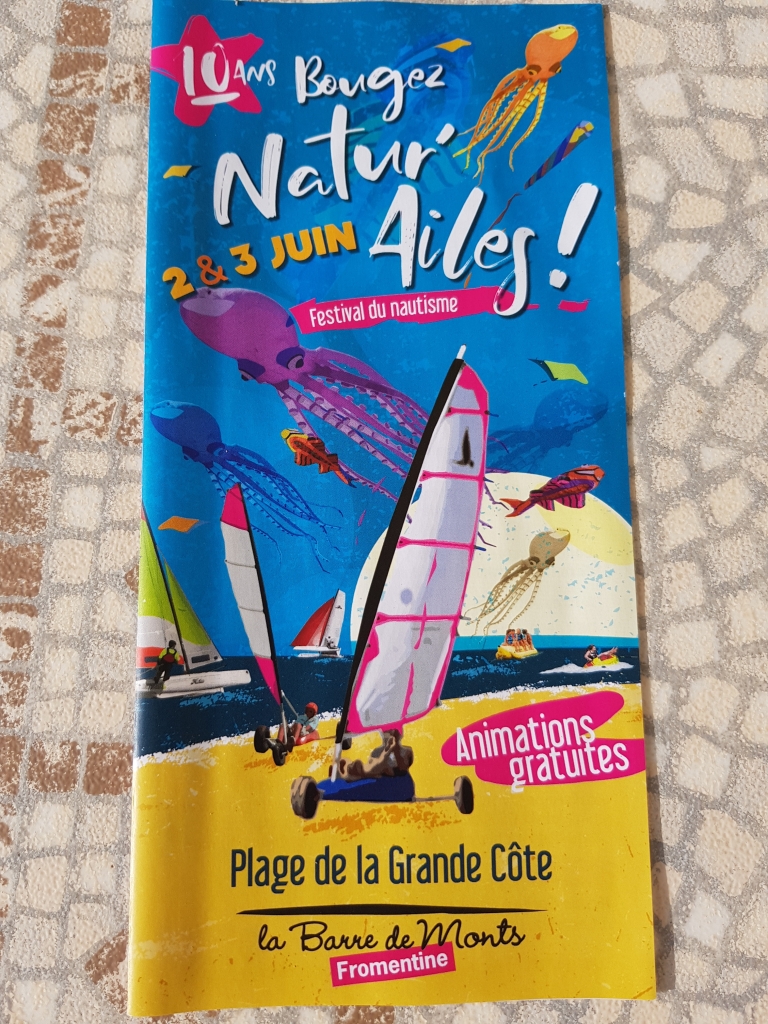 10 ANS
Bougez
Natur'
Ailes !
2 & 3 JUIN
Festival du nautisme
Animations
gratuites
Plage de la Grande Côte
la Barre de Monts
Fromentine